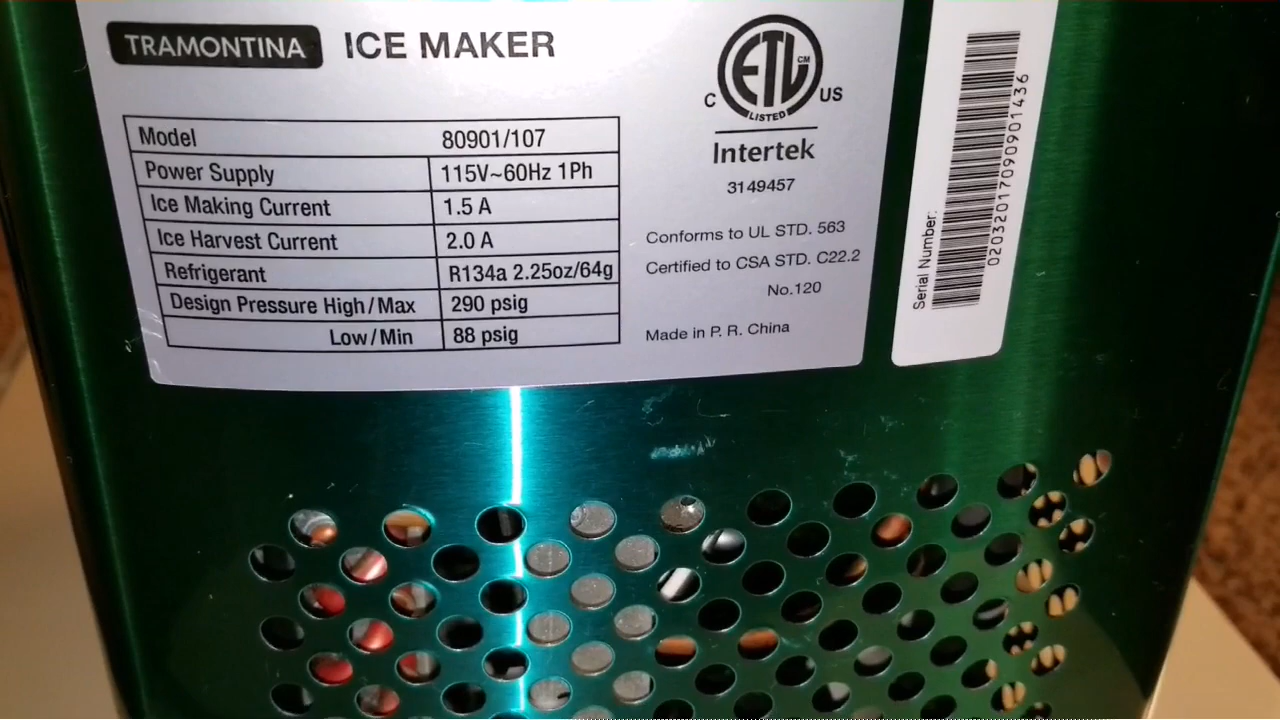 TRAMONTINA ICE MAKER
Model 80901/107
Power Supply 115V~60Hz 1Ph
Ice Making Current 1.5 A
Ice Harvest Current 2.0 A
Refrigerant R134a 2.25oz/64g
Design Pressure High/Max 290 psig
Low/Min 88 psig
ETL CM
LISTED
C US
Intertek
3149457
Conforms to UL STD. 563
Certified to CSA STD. C22.2
No.120
Made in P. R. China
Serial Number:
02032017090901436